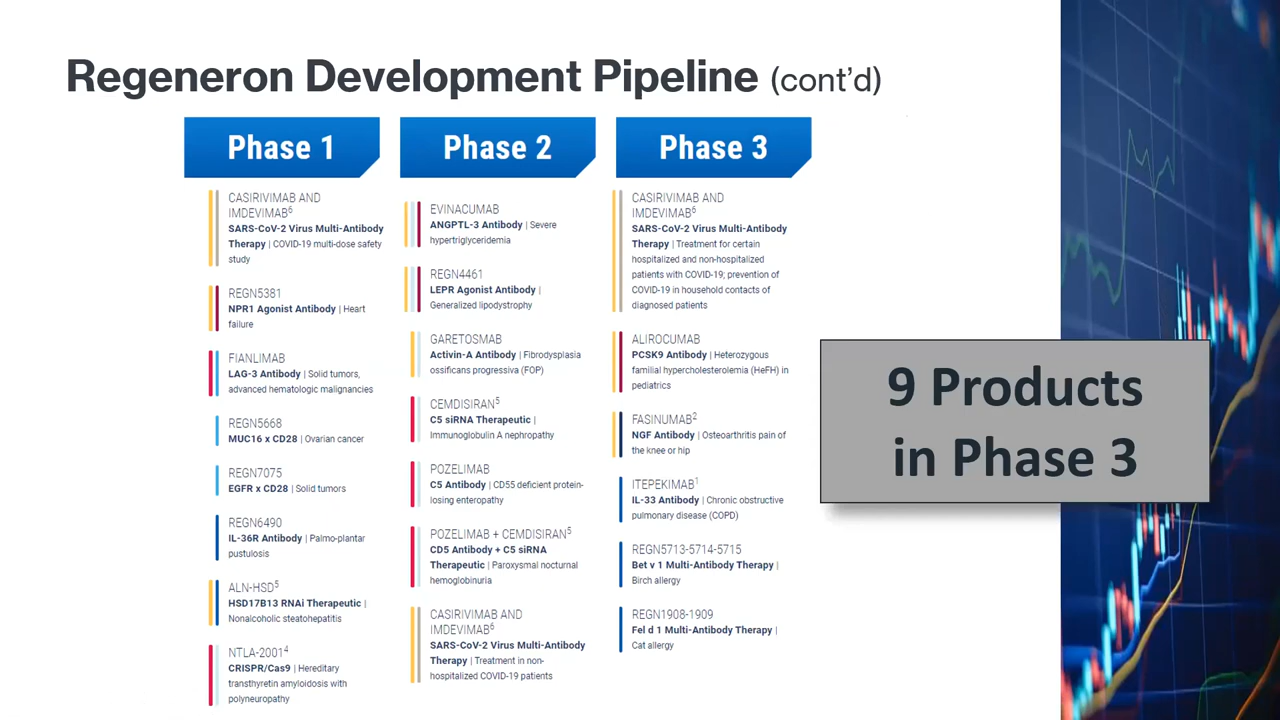 Regeneron Development Pipeline (cont'd)
Phase 1
CASIRIVIMAB AND
IMDEVIMAB6
SARS-CoV-2 Virus Multi-Antibody
Therapy | COVID-19 multi-dose safety
study
REGN5381
NPR1 Agonist Antibody | Heart
failure
FIANLIMAB
LAG-3 Antibody | Solid tumors,
advanced hematologic malignancies
REGN5668
MUC16 x CD28 | Ovarian cancer
REGN7075
EGFR x CD28 | Solid tumors
REGN6490
IL-36R Antibody | Palmo-plantar
pustulosis
ALN-HSD5
HSD17B13 RNAi Therapeutic |
Nonalcoholic steatohepatitis
NTLA-20014
CRISPR/Cas9 | Hereditary
transthyretin amyloidosis with
polyneuropathy
Phase 2
EVINACUMAB
ANGPTL-3 Antibody | Severe
hypertriglyceridemia
REGN4461
LEPR Agonist Antibody |
Generalized lipodystrophy
GARETOSMAB
Activin-A Antibody | Fibrodysplasia
ossificans progressiva (FOP)
CEMDISIRAN5
C5 siRNA Therapeutic |
Immunoglobulin A nephropathy
POZELIMAB
C5 Antibody | CD55 deficient protein-
losing enteropathy
POZELIMAB + CEMDISIRAN5
CD5 Antibody + C5 siRNA
Therapeutic | Paroxysmal nocturnal
hemoglobinuria
CASIRIVIMAB AND
IMDEVIMAB6
SARS-CoV-2 Virus Multi-Antibody
Therapy | Treatment in non-
hospitalized COVID-19 patients
Phase 3
CASIRIVIMAB AND
IMDEVIMAB6
SARS-CoV-2 Virus Multi-Antibody
Therapy | Treatment for certain
hospitalized and non-hospitalized
patients with COVID-19; prevention of
COVID-19 in household contacts of
diagnosed patients
ALIROCUMAB
PCSK9 Antibody | Heterozygous
familial hypercholesterolemia (HeFH) in
pediatrics
FASINUMAB2
NGF Antibody | Osteoarthritis pain of
the knee or hip
ITEPEKIMAB1
IL-33 Antibody | Chronic obstructive
pulmonary disease (COPD)
REGN5713-5714-5715
Bet v 1 Multi-Antibody Therapy |
Birch allergy
REGN1908-1909
Fel d 1 Multi-Antibody Therapy |
Cat allergy
9 Products
in Phase 3